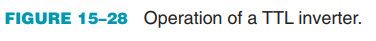 FIGURE 15–28 Operation of a TTL inverter.